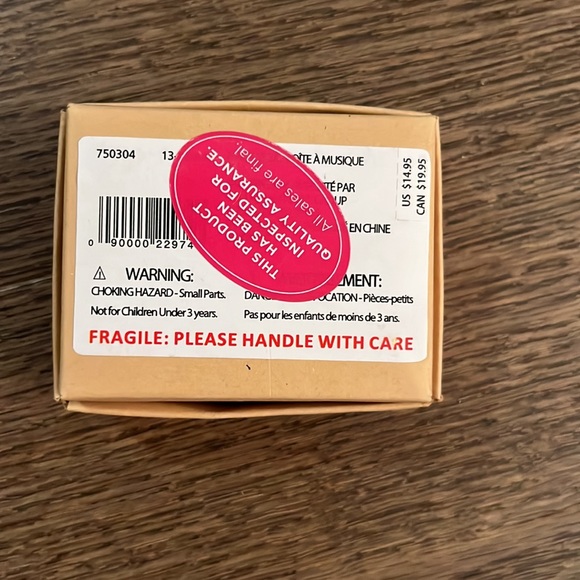 750304 13-
OÎTE À MUSIQUE
TÉ PAR
UP
EN CHINE
US $14.95
CAN $19.95
0 90000 22974
THIS PRODUCT
HAS BEEN
INSPECTED FOR
QUALITY ASSURANCE.
All sales are final!
WARNING:
CHOKING HAZARD - Small Parts.
Not for Children Under 3 years.
EMENT:
DAN OCATION - Pièces-petits
Pas pour les enfants de moins de 3 ans.
FRAGILE: PLEASE HANDLE WITH CARE